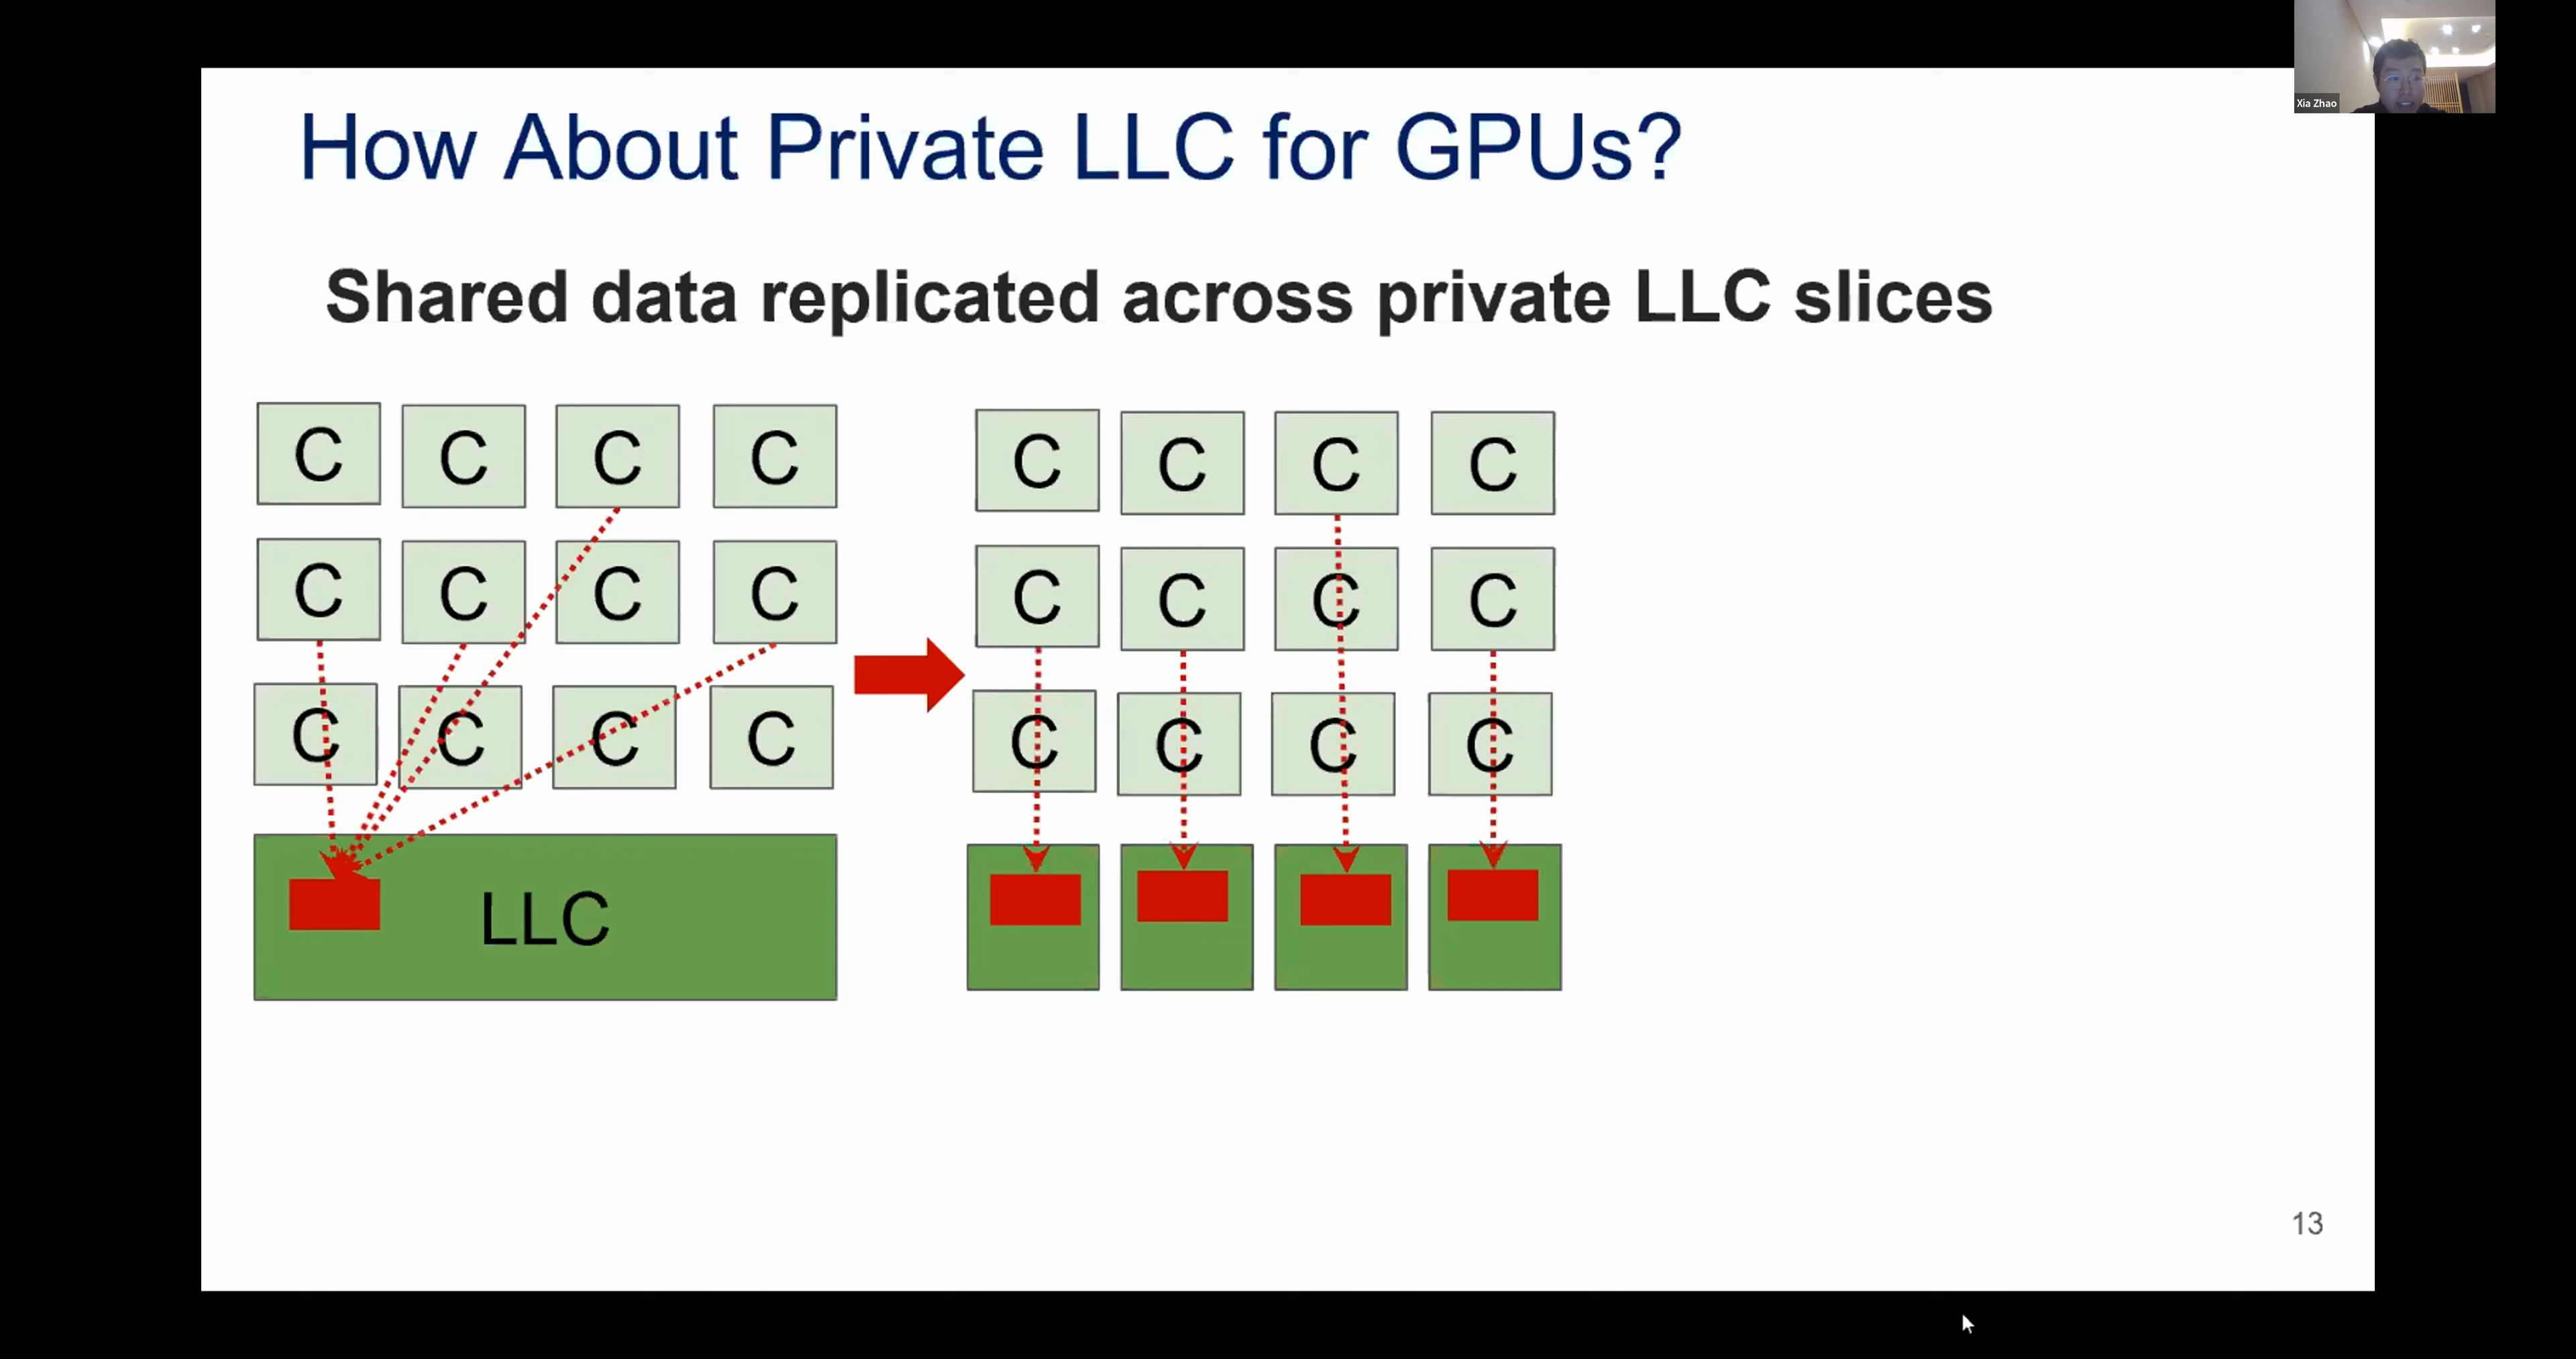 Xia Zhao
How About Private LLC for GPUs?
Shared data replicated across private LLC slices
C C C C
C C C C
C C C C
LLC
C C C C
C C C C
C C C C
13